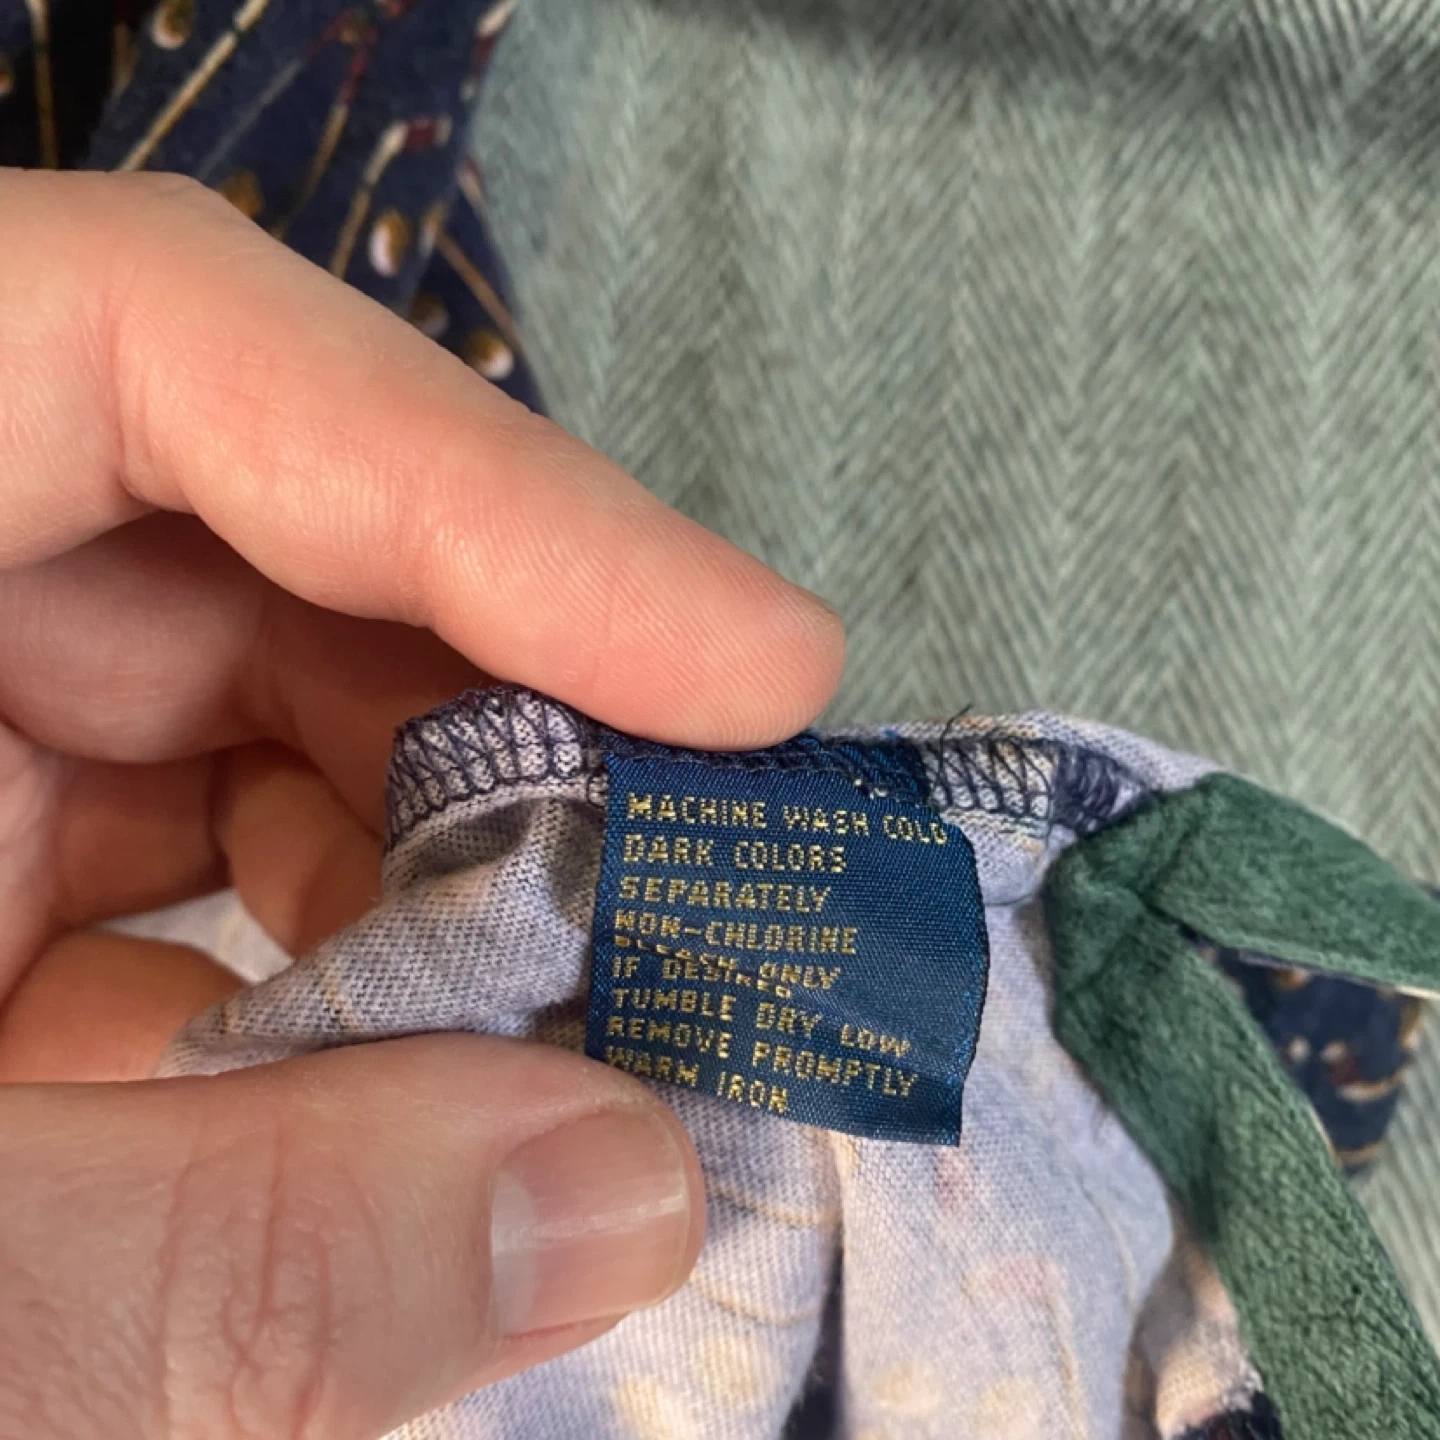 MACHINE WASH COLD
DARK COLORS
SEPARATELY
NON-CHLORINE
BLEACH ONLY
IF DESIRED
TUMBLE DRY LOW
REMOVE PROMPTLY
WARM IRON